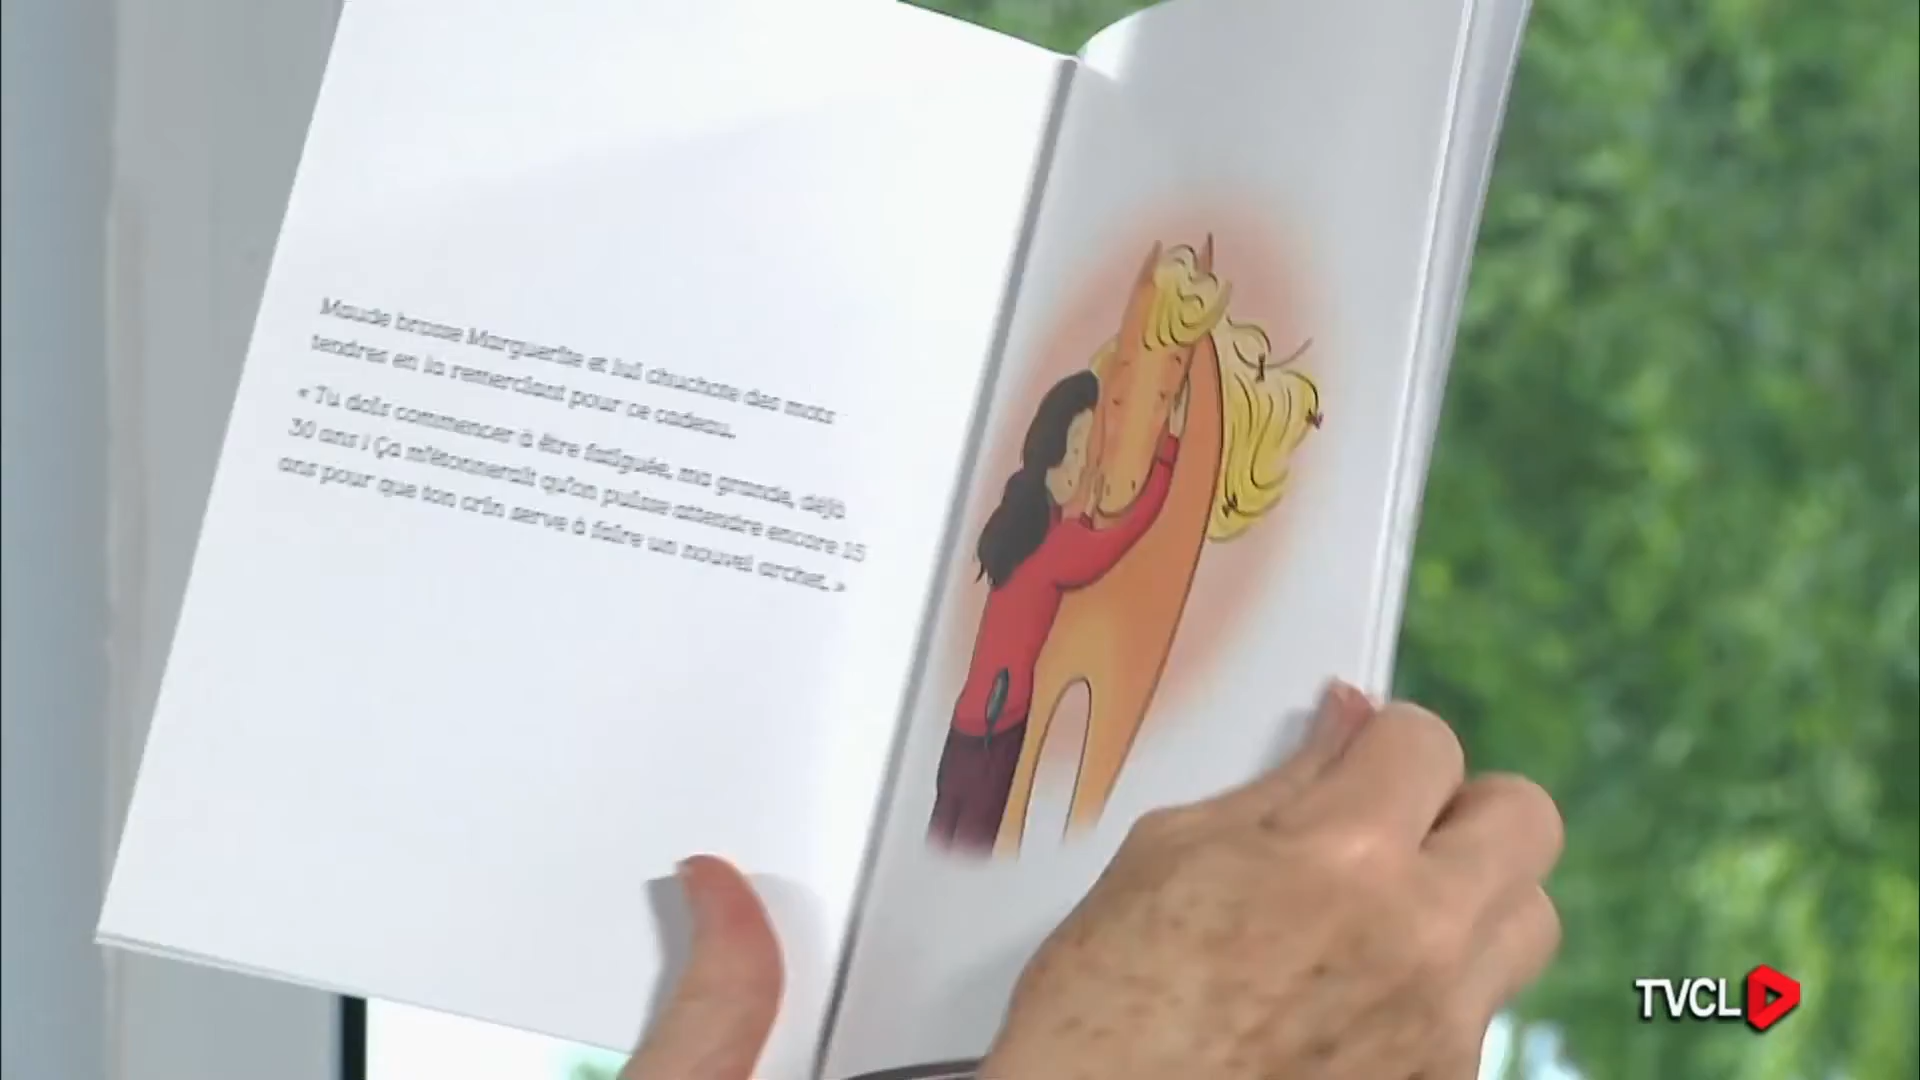 Maude brosse Marguerite et lui chuchote des mots
tendres en la remerciant pour ce cadeau.
« Tu dois commencer à être fatiguée, ma grande, déjà
30 ans ! Ça m'étonnerait qu'on puisse attendre encore 15
ans pour que ton crin serve à faire un nouvel archet. »
TVCL